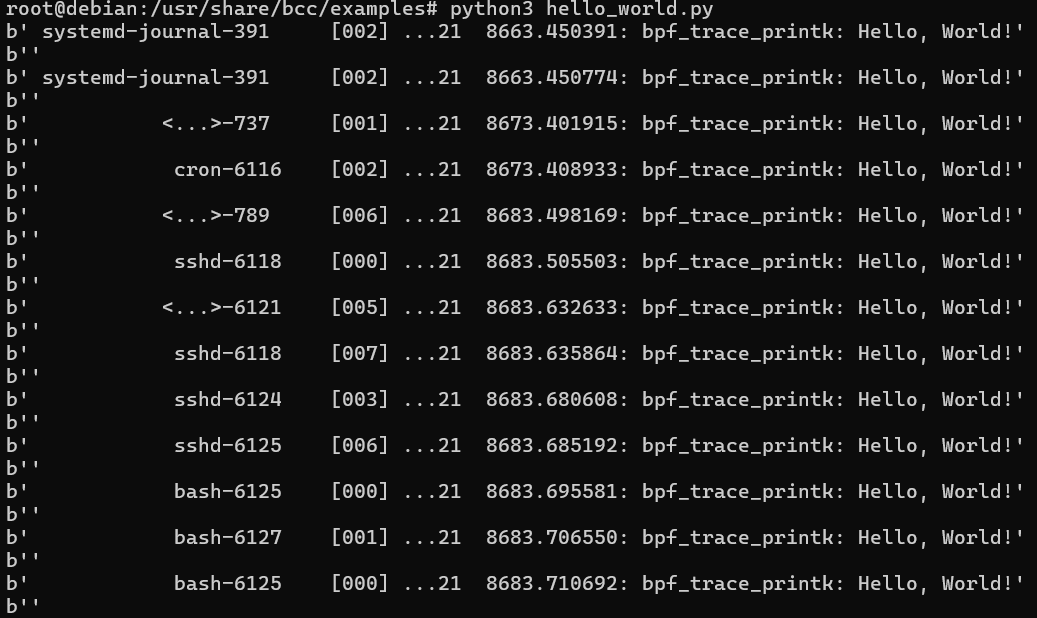 root@debian:/usr/share/bcc/examples# python3 hello_world.py
b' systemd-journal-391     [002] ...21  8663.450391: bpf_trace_printk: Hello, World!'
b''
b' systemd-journal-391     [002] ...21  8663.450774: bpf_trace_printk: Hello, World!'
b''
b'           <...>-737     [001] ...21  8673.401915: bpf_trace_printk: Hello, World!'
b''
b'            cron-6116    [002] ...21  8673.408933: bpf_trace_printk: Hello, World!'
b''
b'           <...>-789     [006] ...21  8683.498169: bpf_trace_printk: Hello, World!'
b''
b'            sshd-6118    [000] ...21  8683.505503: bpf_trace_printk: Hello, World!'
b''
b'           <...>-6121    [005] ...21  8683.632633: bpf_trace_printk: Hello, World!'
b''
b'            sshd-6118    [007] ...21  8683.635864: bpf_trace_printk: Hello, World!'
b''
b'            sshd-6124    [003] ...21  8683.680608: bpf_trace_printk: Hello, World!'
b''
b'            sshd-6125    [006] ...21  8683.685192: bpf_trace_printk: Hello, World!'
b''
b'            bash-6125    [000] ...21  8683.695581: bpf_trace_printk: Hello, World!'
b''
b'            bash-6127    [001] ...21  8683.706550: bpf_trace_printk: Hello, World!'
b''
b'            bash-6125    [000] ...21  8683.710692: bpf_trace_printk: Hello, World!'
b''